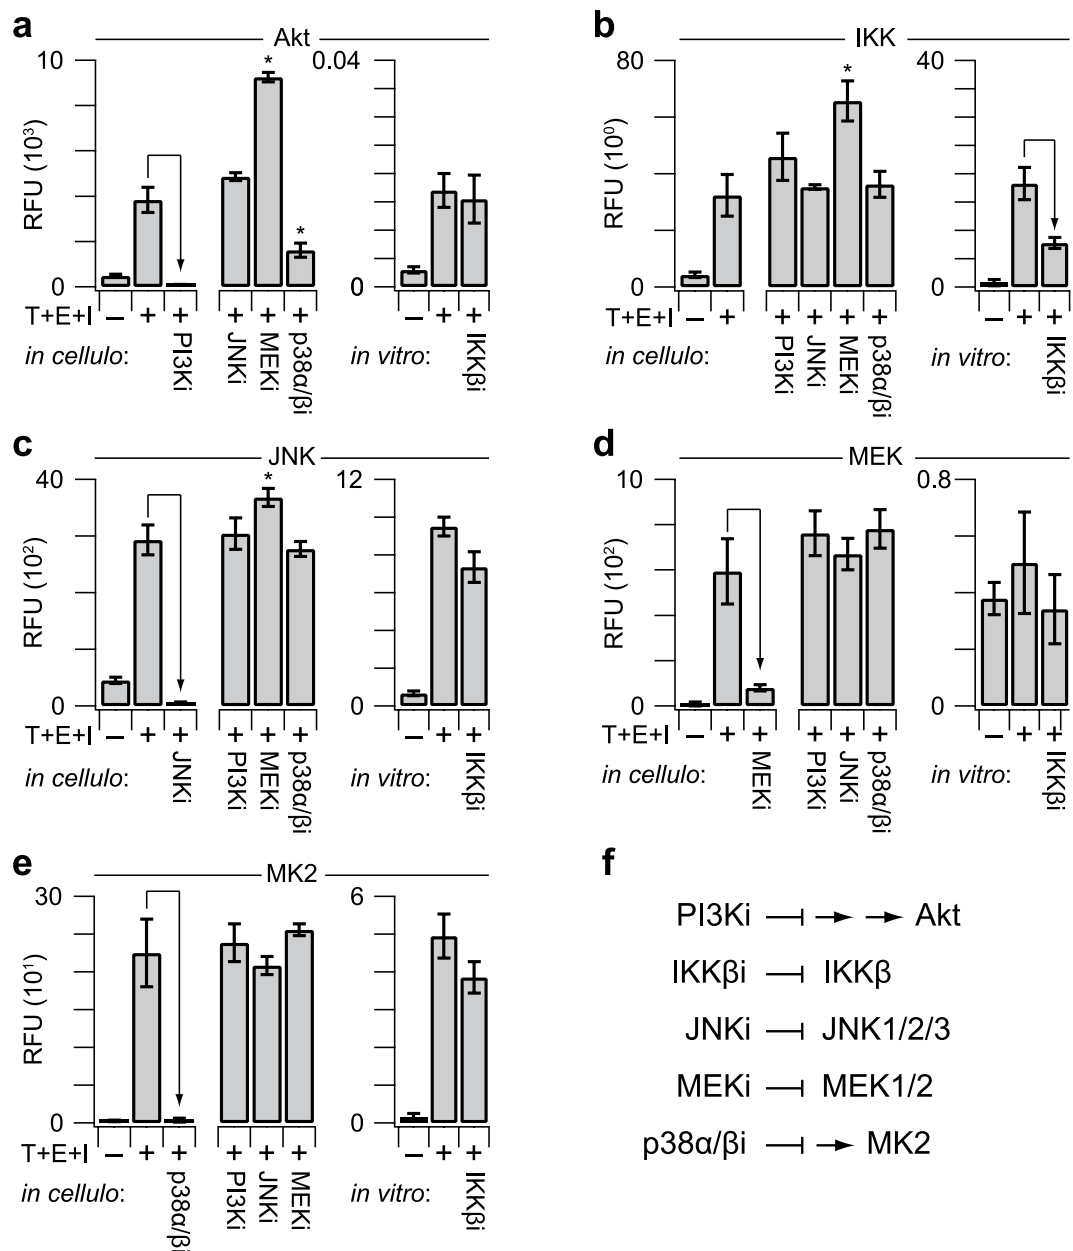 a
Akt
10
0.04
*
*
RFU (10³)
0
0
T+E+I – + + + + + – + +
in cellulo: PI3Ki JNKi MEKi p38α/βi in vitro: IKKβi
b
IKK
80
40
*
RFU (10⁰)
0
0
T+E+I – + + + + + – + +
in cellulo: PI3Ki JNKi MEKi p38α/βi in vitro: IKKβi
c
JNK
40
12
*
RFU (10²)
0
0
T+E+I – + + + + + – + +
in cellulo: JNKi PI3Ki MEKi p38α/βi in vitro: IKKβi
d
MEK
10
0.8
RFU (10²)
0
0
T+E+I – + + + + + – + +
in cellulo: MEKi PI3Ki JNKi p38α/βi in vitro: IKKβi
e
MK2
30
6
RFU (10¹)
0
0
T+E+I – + + + + + – + +
in cellulo: p38α/βi PI3Ki JNKi MEKi in vitro: IKKβi
f
PI3Ki Akt
IKKβi IKKβ
JNKi JNK1/2/3
MEKi MEK1/2
p38α/βi MK2